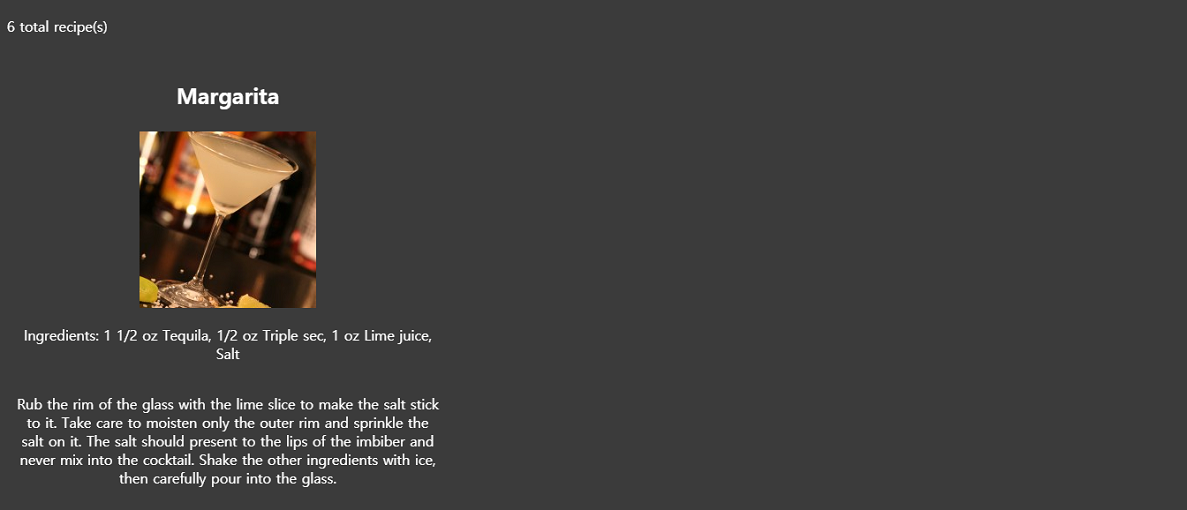 6 total recipe(s)
Margarita
Ingredients: 1 1/2 oz Tequila, 1/2 oz Triple sec, 1 oz Lime juice,
Salt
Rub the rim of the glass with the lime slice to make the salt stick
to it. Take care to moisten only the outer rim and sprinkle the
salt on it. The salt should present to the lips of the imbiber and
never mix into the cocktail. Shake the other ingredients with ice,
then carefully pour into the glass.